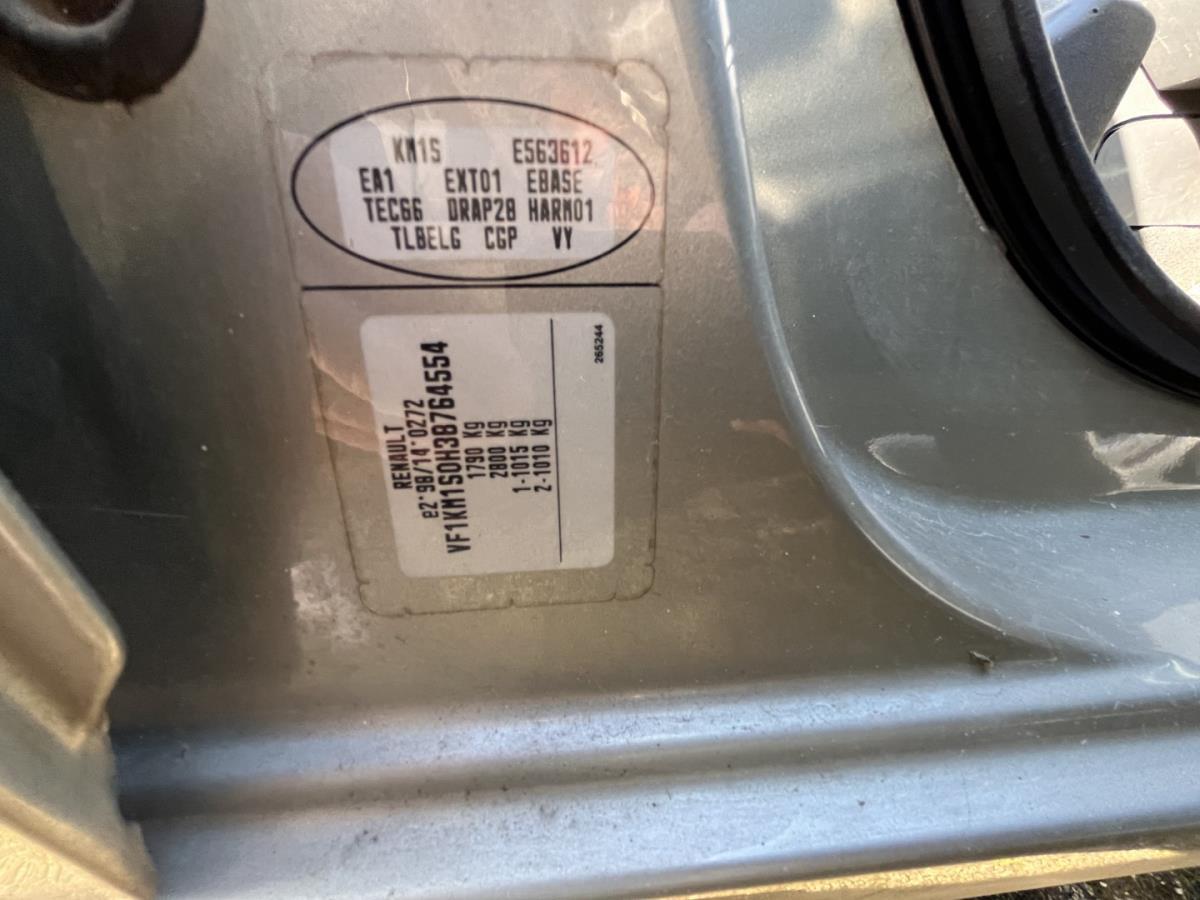 KM1S E563612
EA1 EXT01 EBASE
TEC66 DRAP28 HARM01
TLBELG CGP VY
RENAULT
e2*98/14*0272
VF1KM1S0H38764554
1790 Kg
2800 Kg
1-1015 Kg
2-1010 Kg
265244